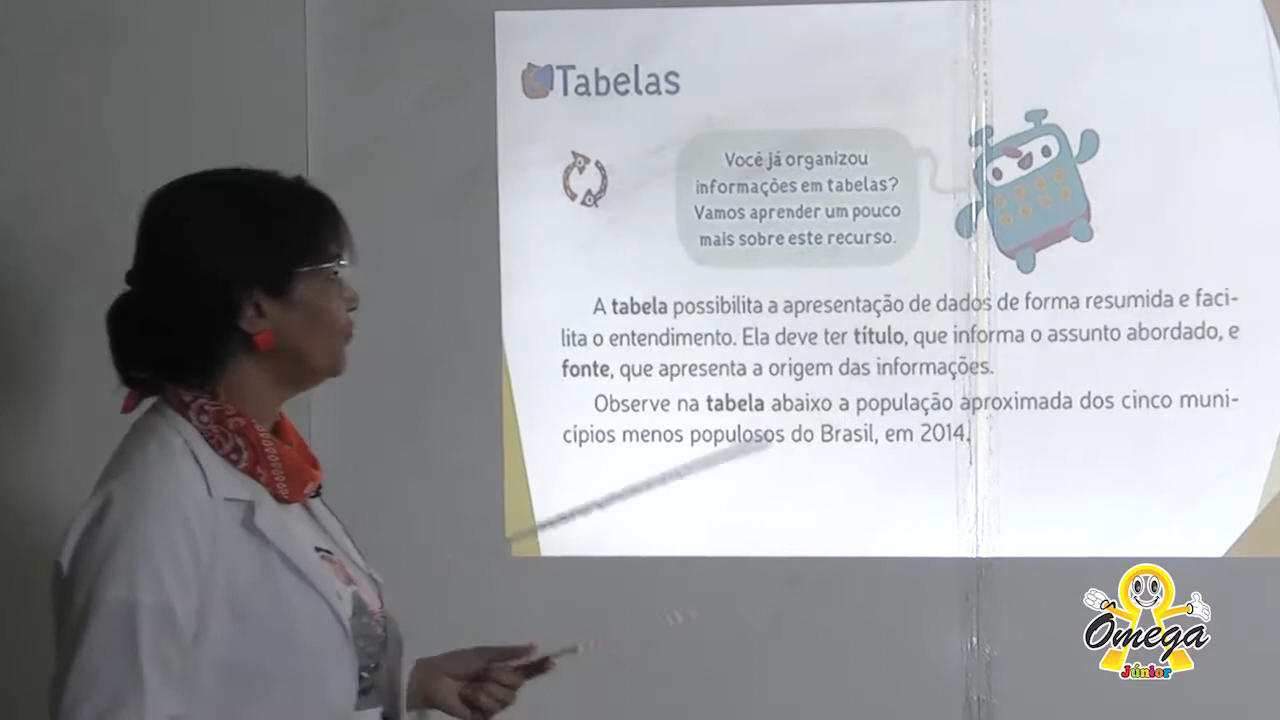 Tabelas
Você já organizou
informações em tabelas?
Vamos aprender um pouco
mais sobre este recurso.
A tabela possibilita a apresentação de dados de forma resumida e faci-
lita o entendimento. Ela deve ter título, que informa o assunto abordado, e
fonte, que apresenta a origem das informações.
Observe na tabela abaixo a população aproximada dos cinco muni-
cípios menos populosos do Brasil, em 2014.
Ômega
Júnior